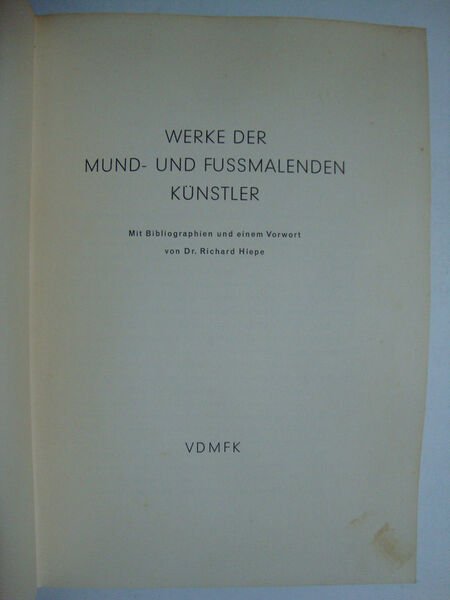 WERKE DER
MUND- UND FUSSMALENDEN
KÜNSTLER
Mit Bibliographien und einem Vorwort
von Dr. Richard Hiepe
VDMFK